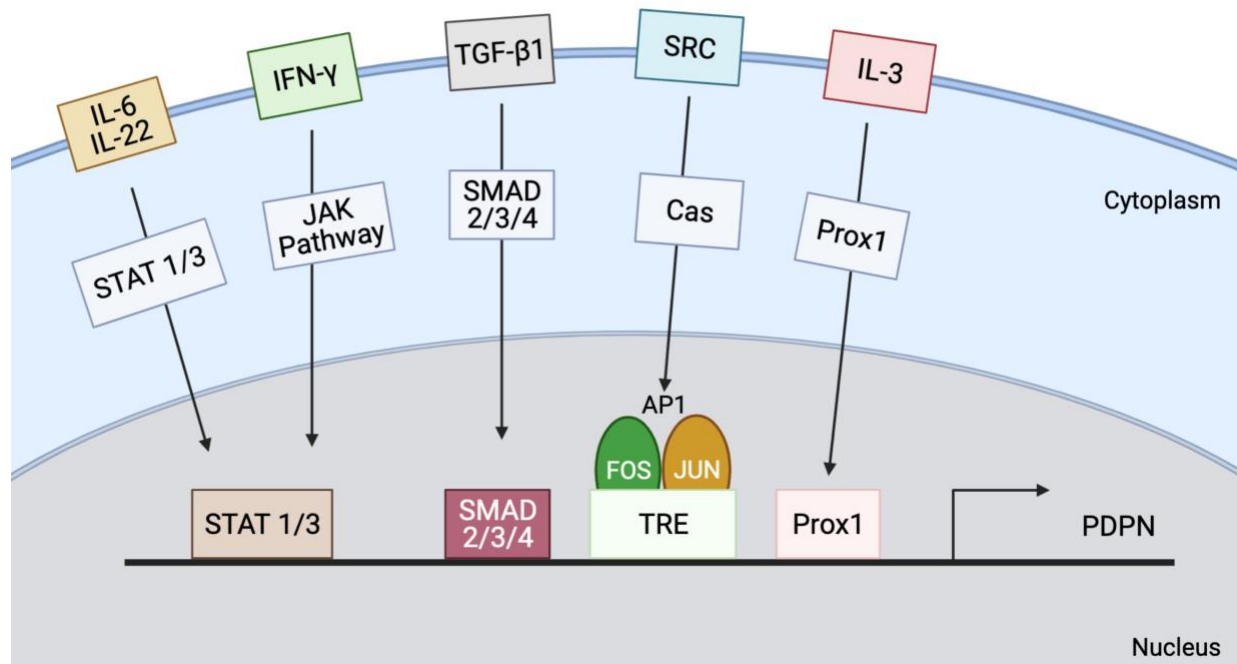 IL-6
IL-22
IFN-γ
TGF-β1
SRC
IL-3
Cytoplasm
STAT 1/3
JAK
Pathway
SMAD
2/3/4
Cas
Prox1
AP1
FOS
JUN
STAT 1/3
SMAD
2/3/4
TRE
Prox1
PDPN
Nucleus